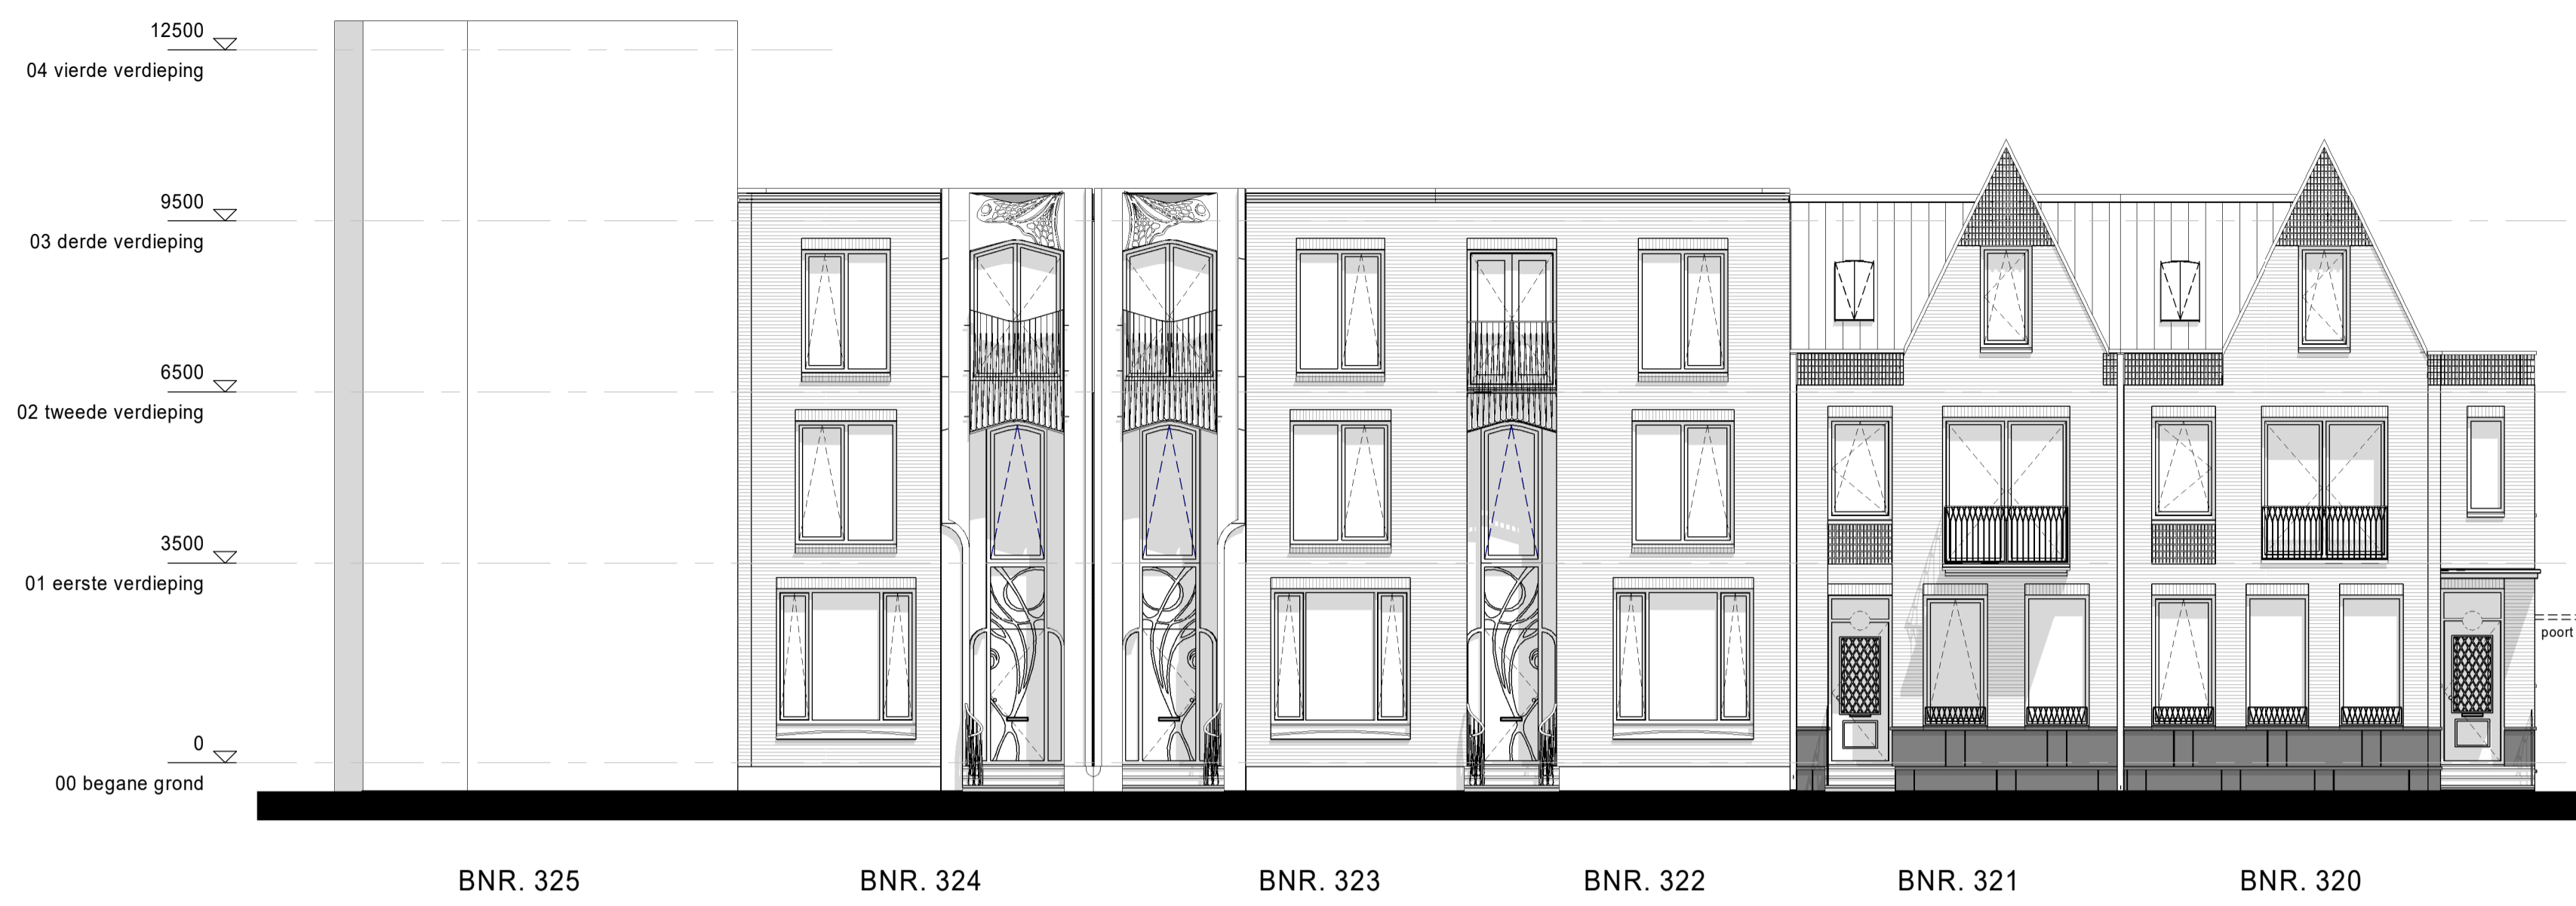 12500
04 vierde verdieping
9500
03 derde verdieping
6500
02 tweede verdieping
3500
01 eerste verdieping
poort
0
00 begane grond
BNR. 325 BNR. 324 BNR. 323 BNR. 322 BNR. 321 BNR. 320